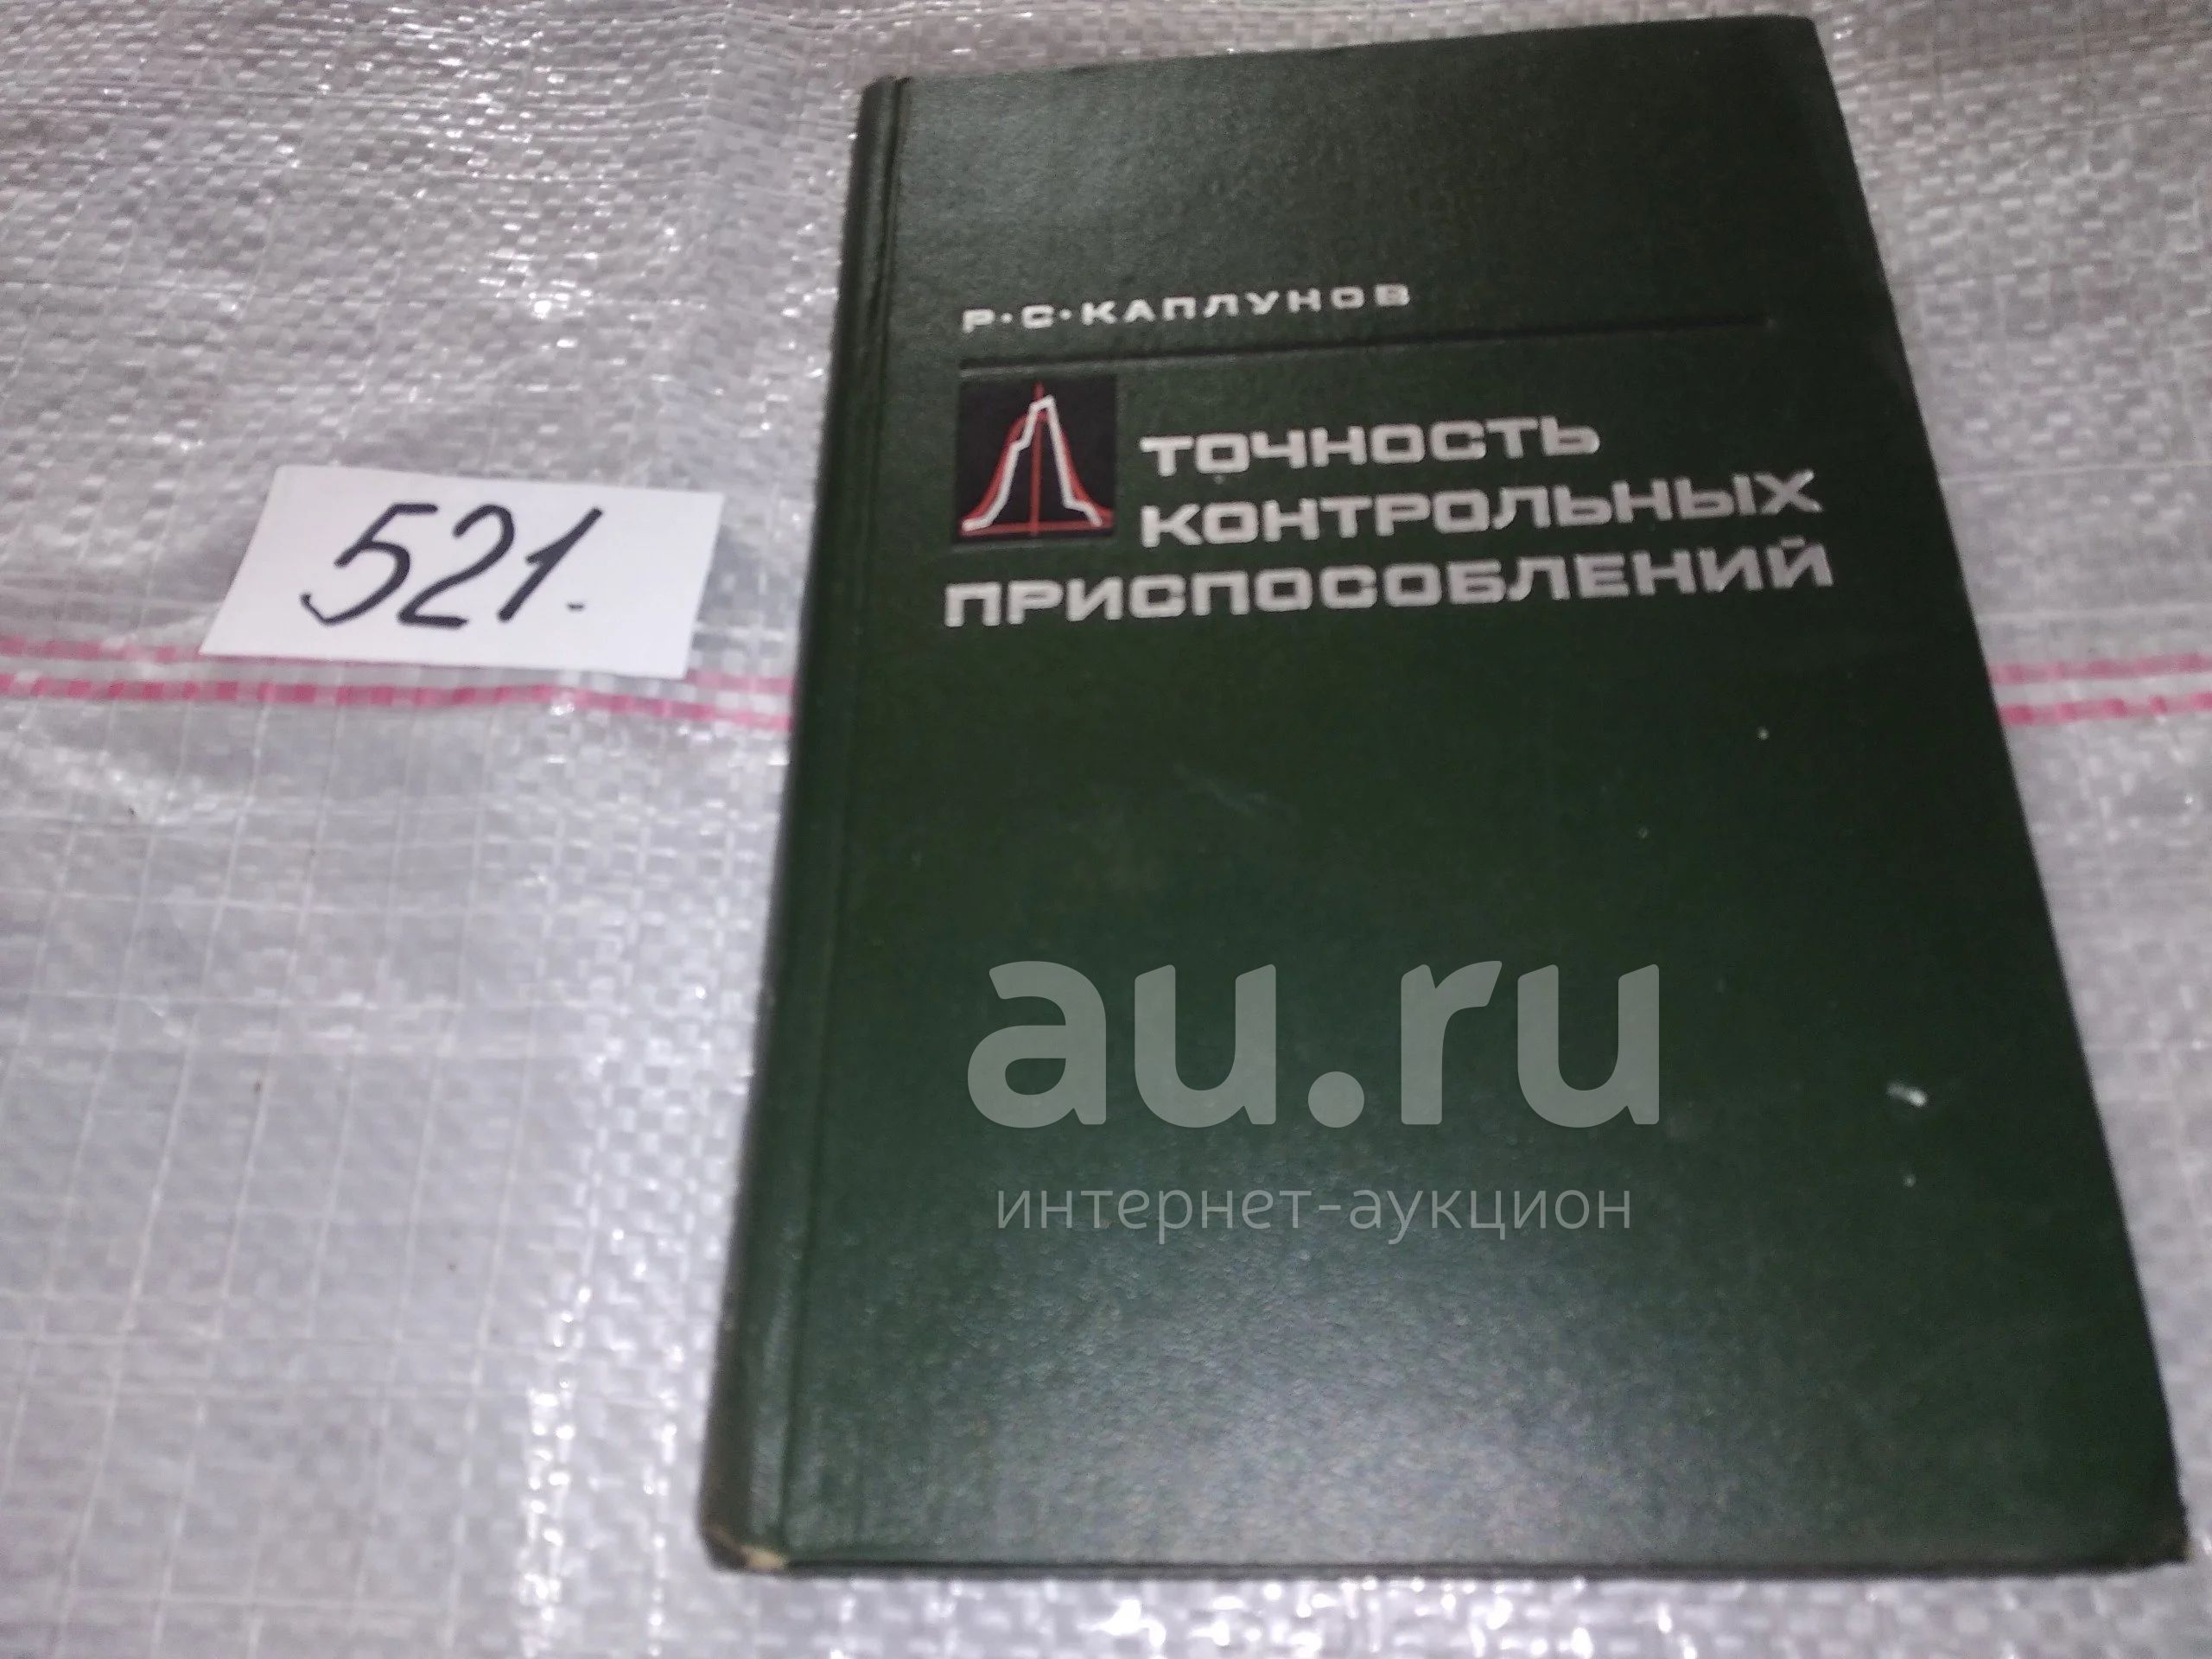 Р·С·КАПЛУНОВ
ТОЧНОСТЬ
КОНТРОЛЬНЫХ
ПРИСПОСОБЛЕНИЙ
521.
au.ru
интернет-аукцион